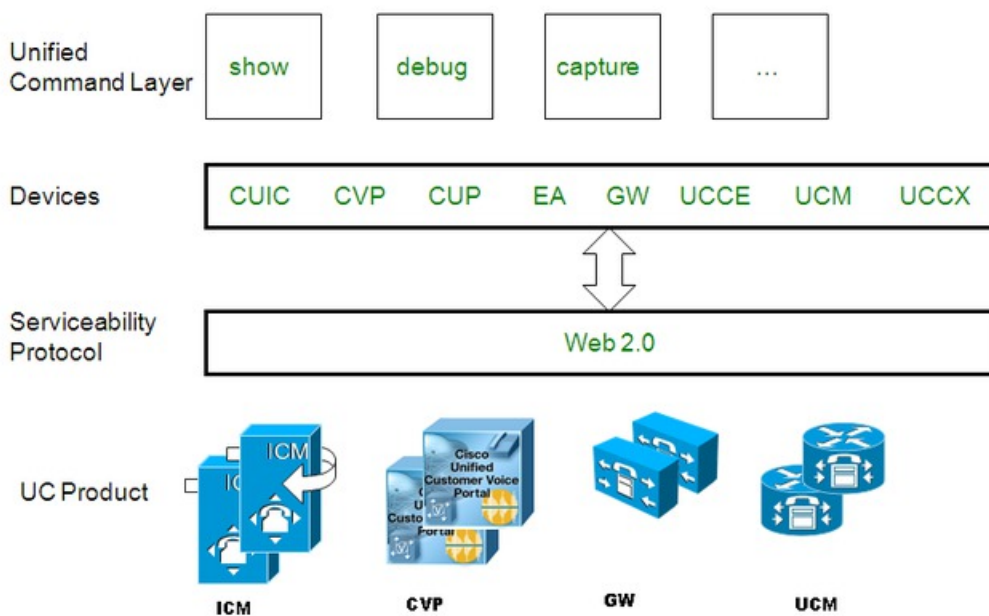 Unified
Command Layer
show
debug
capture
...
Devices
CUIC CVP CUP EA GW UCCE UCM UCCX
Serviceability
Protocol
Web 2.0
UC Product
ICM
Cisco
Unified
Customer Voice
Portal
ICM
CVP
GW
UCM